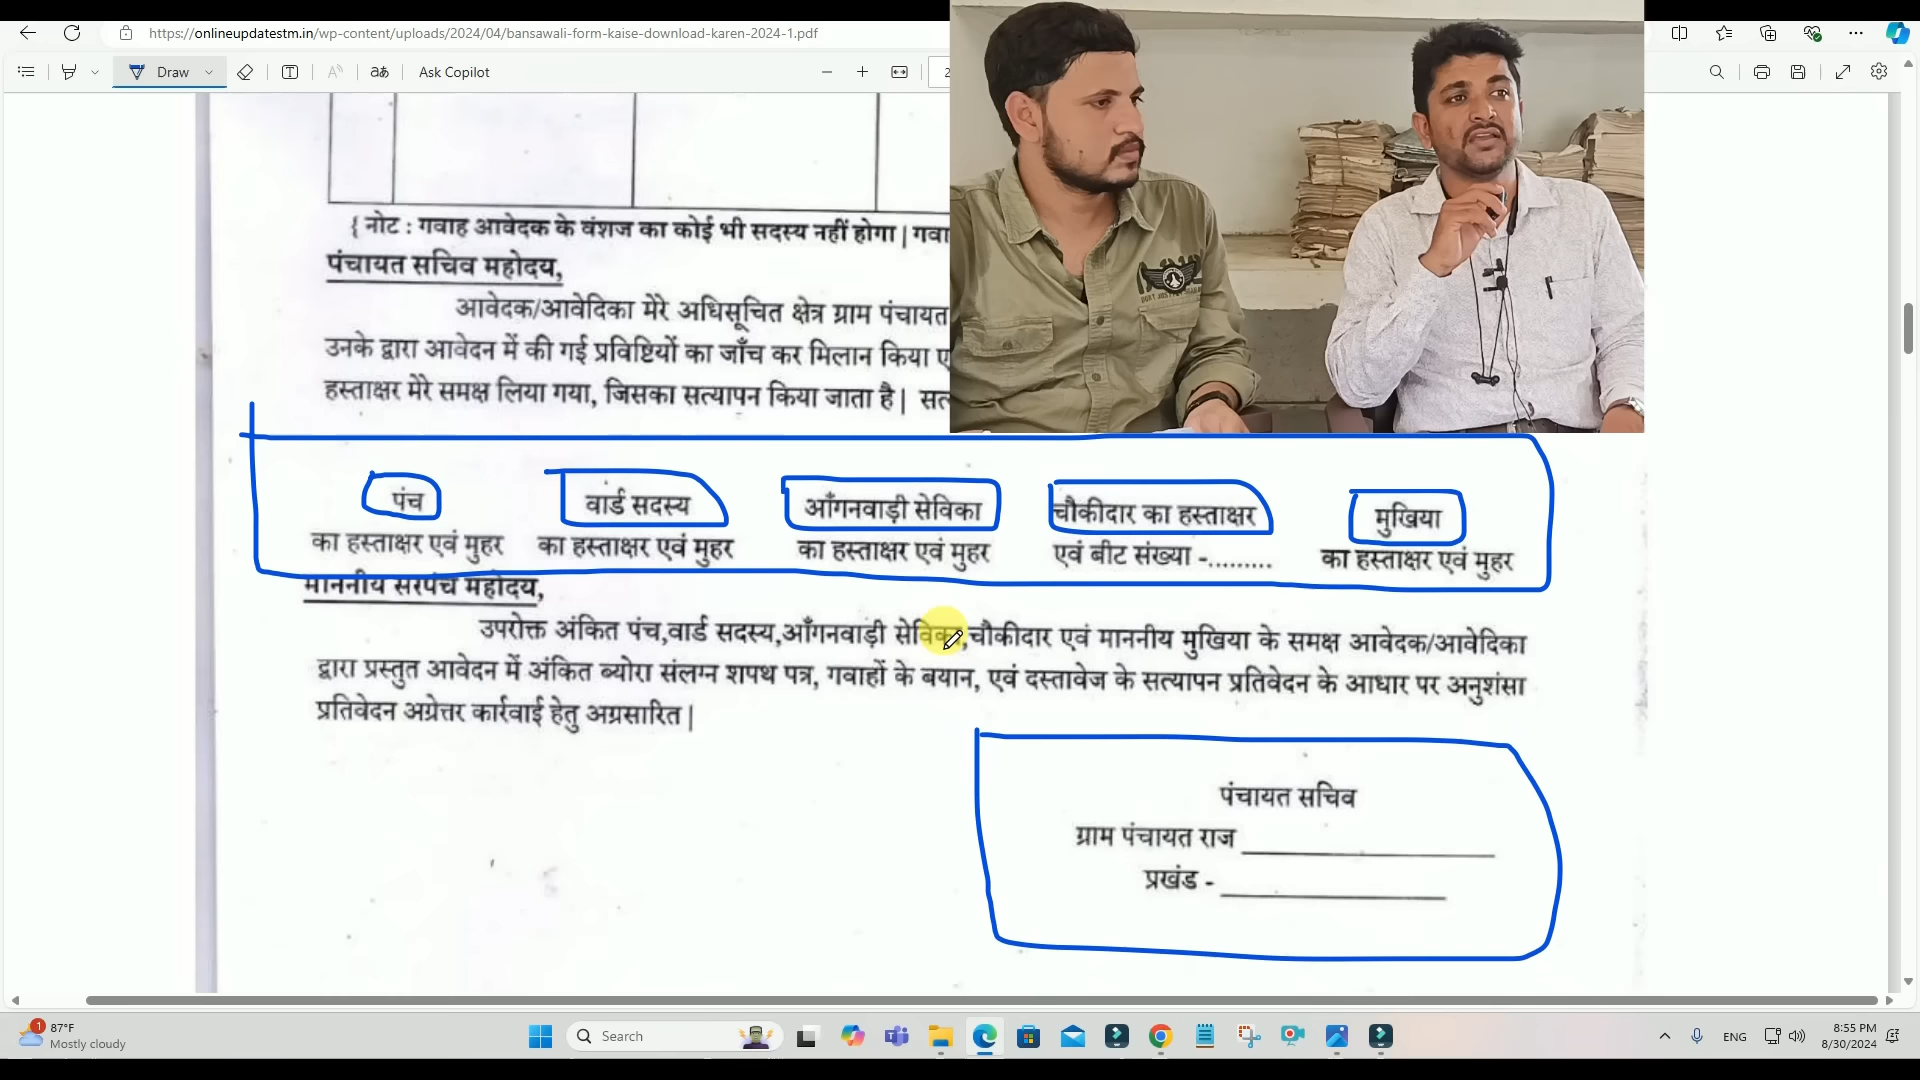 https://onlineupdatestm.in/wp-content/uploads/2024/04/bansawali-form-kaise-download-karen-2024-1.pdf
Draw
Ask Copilot
2
{ नोट : गवाह आवेदक के वंशज का कोई भी सदस्य नहीं होगा | गवा
पंचायत सचिव महोदय,
आवेदक/आवेदिका मेरे अधिसूचित क्षेत्र ग्राम पंचायत
उनके द्वारा आवेदन में की गई प्रविष्टियों का जाँच कर मिलान किया ए
हस्ताक्षर मेरे समक्ष लिया गया, जिसका सत्यापन किया जाता है | सत
पंच वार्ड सदस्य आँगनवाड़ी सेविका चौकीदार का हस्ताक्षर मुखिया
का हस्ताक्षर एवं मुहर का हस्ताक्षर एवं मुहर का हस्ताक्षर एवं मुहर एवं बीट संख्या -......... का हस्ताक्षर एवं मुहर
माननीय सरपंच महोदय,
उपरोक्त अंकित पंच,वार्ड सदस्य,आँगनवाड़ी सेविका,चौकीदार एवं माननीय मुखिया के समक्ष आवेदक/आवेदिका
द्वारा प्रस्तुत आवेदन में अंकित ब्योरा संलग्न शपथ पत्र, गवाहों के बयान, एवं दस्तावेज के सत्यापन प्रतिवेदन के आधार पर अनुशंसा
प्रतिवेदन अग्रेत्तर कार्रवाई हेतु अग्रसारित |
पंचायत सचिव
ग्राम पंचायत राज ____________________
प्रखंड - __________________
1
87°F
Mostly cloudy
Search
ENG
8:55 PM
8/30/2024